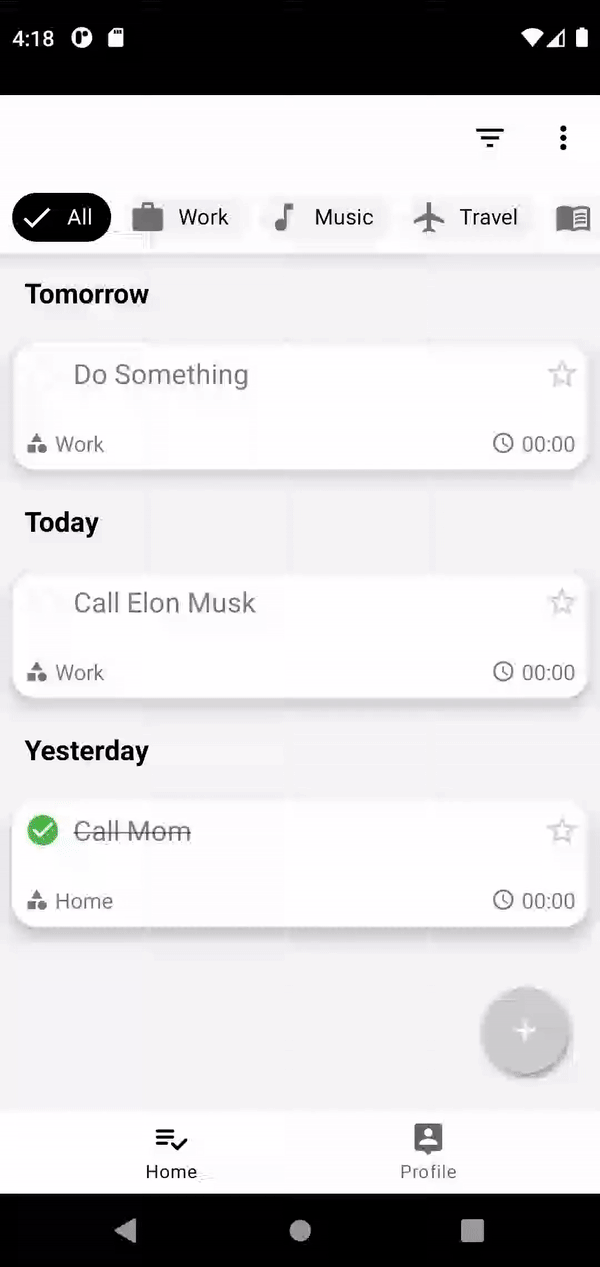 4:18
All Work Music Travel
Tomorrow
Do Something
Work 00:00
Today
Call Elon Musk
Work 00:00
Yesterday
Call Mom
Home 00:00
Home Profile